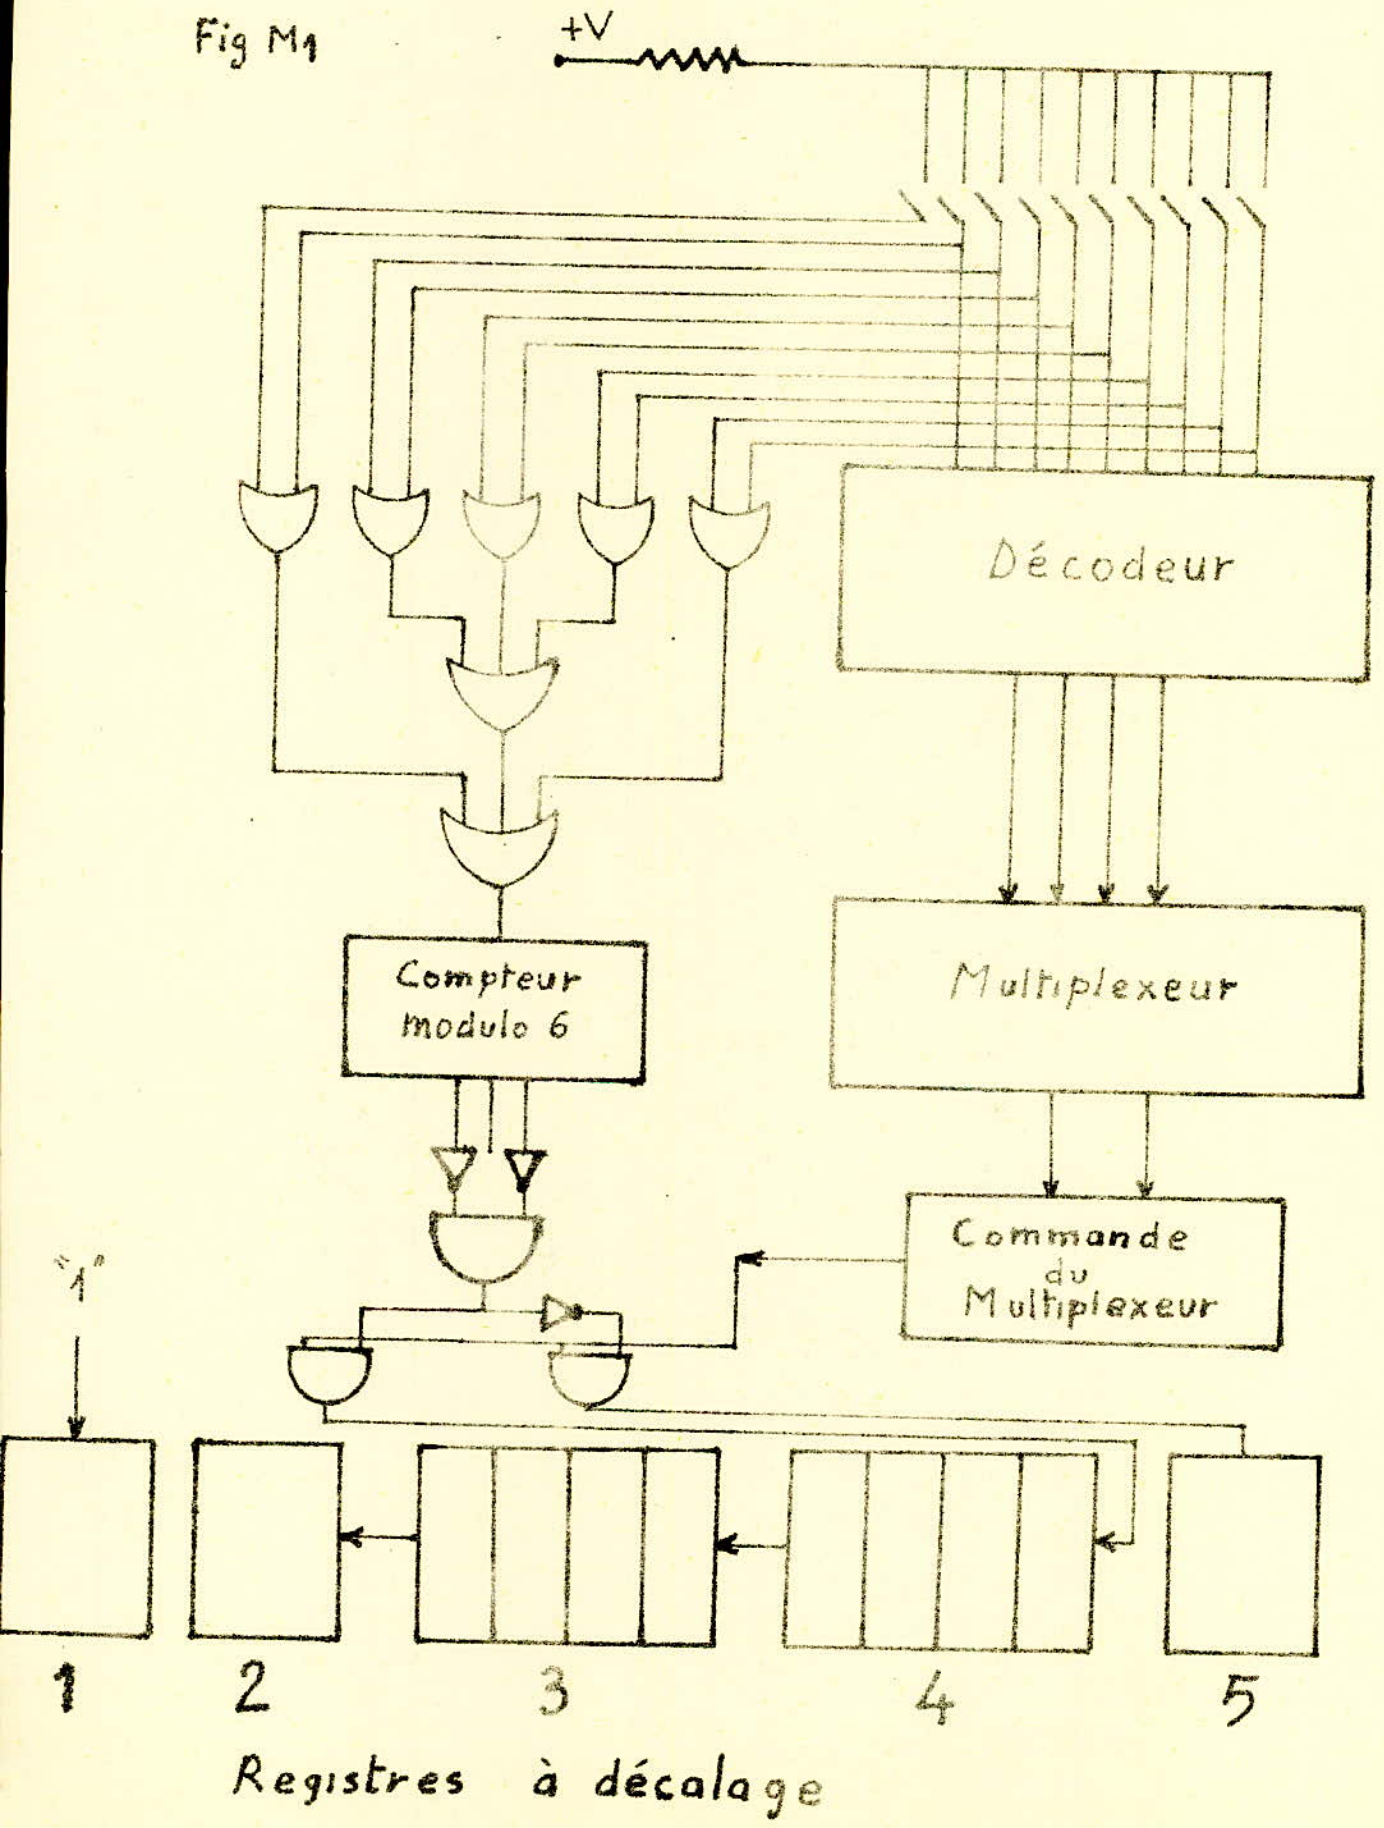 Fig M1
+V
Décodeur
Compteur
modulo 6
Multiplexeur
"1"
Commande
du
Multiplexeur
1 2 3 4 5
Registres à décalage